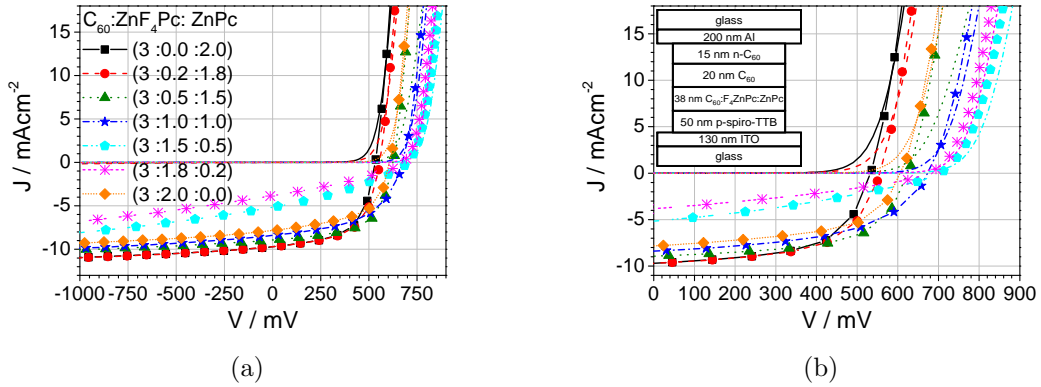 C60:ZnF4Pc: ZnPc
(3 :0.0 :2.0)
(3 :0.2 :1.8)
(3 :0.5 :1.5)
(3 :1.0 :1.0)
(3 :1.5 :0.5)
(3 :1.8 :0.2)
(3 :2.0 :0.0)
15
10
5
0
-5
-10
J / mAcm-2
-1000 -750 -500 -250 0 250 500 750
V / mV
(a)
glass
200 nm Al
15 nm n-C60
20 nm C60
38 nm C60:F4ZnPc:ZnPc
50 nm p-spiro-TTB
130 nm ITO
glass
15
10
5
0
-5
-10
J / mAcm-2
0 100 200 300 400 500 600 700 800 900
V / mV
(b)